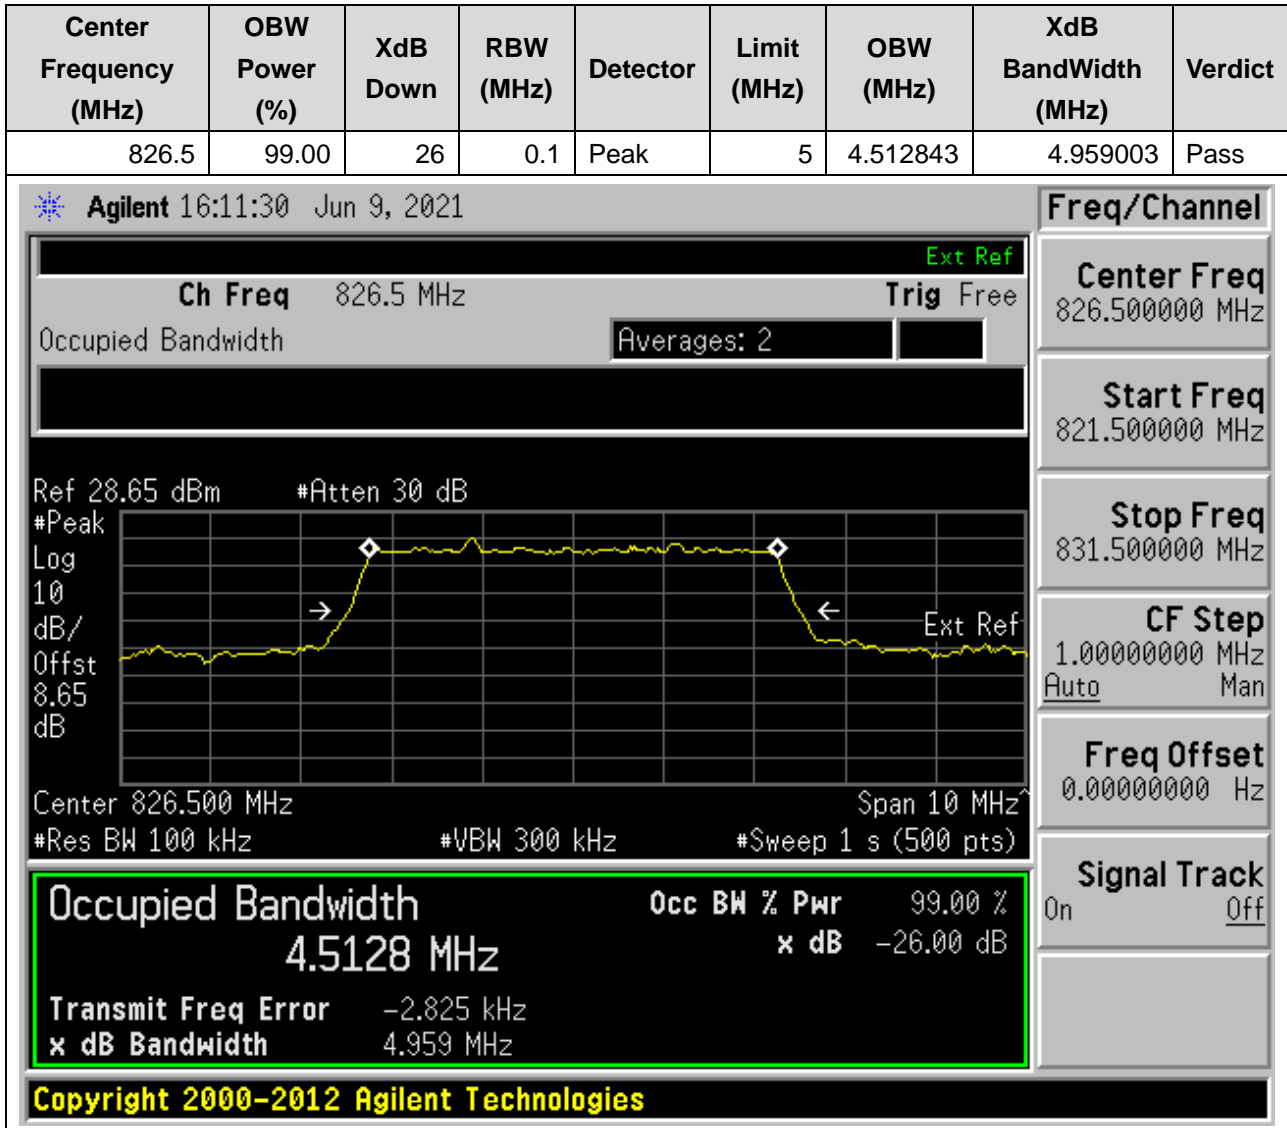 Center Frequency (MHz) OBW Power (%) XdB Down RBW (MHz) Detector Limit (MHz) OBW (MHz) XdB BandWidth (MHz) Verdict
826.5 99.00 26 0.1 Peak 5 4.512843 4.959003 Pass
Agilent 16:11:30 Jun 9, 2021
Freq/Channel
Ext Ref
Ch Freq 826.5 MHz Trig Free
Occupied Bandwidth Averages: 2
Center Freq
826.500000 MHz
Start Freq
821.500000 MHz
Stop Freq
831.500000 MHz
CF Step
1.00000000 MHz
Auto Man
Freq Offset
0.00000000 Hz
Signal Track
On Off
Ref 28.65 dBm #Atten 30 dB
#Peak
Log
10
dB/
Offst
8.65
dB
Ext Ref
Center 826.500 MHz Span 10 MHz^
#Res BW 100 kHz #VBW 300 kHz #Sweep 1 s (500 pts)
Occupied Bandwidth Occ BW % Pwr 99.00 %
4.5128 MHz x dB -26.00 dB
Transmit Freq Error -2.825 kHz
x dB Bandwidth 4.959 MHz
Copyright 2000-2012 Agilent Technologies